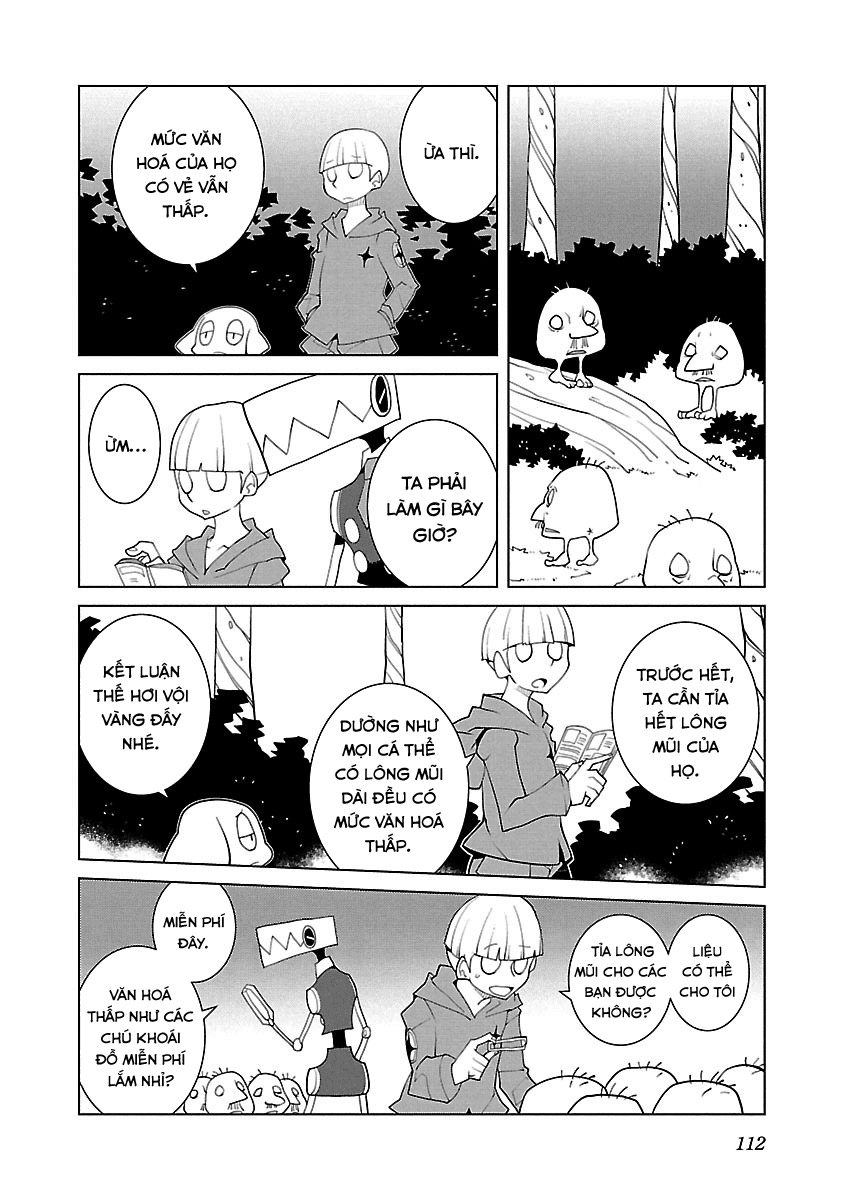 ỪA THÌ.
MỨC VĂN
HOÁ CỦA HỌ
CÓ VẺ VẪN
THẤP.
TA PHẢI
LÀM GÌ BÂY
GIỜ?
ỪM...
TRƯỚC HẾT,
TA CẦN TỈA
HẾT LÔNG
MŨI CỦA
HỌ.
DƯỜNG NHƯ
MỌI CÁ THỂ
CÓ LÔNG MŨI
DÀI ĐỀU CÓ
MỨC VĂN HOÁ
THẤP.
KẾT LUẬN
THẾ HƠI VỘI
VÀNG ĐẤY
NHÉ.
LIỆU
CÓ THỂ
CHO TÔI
TỈA LÔNG
MŨI CHO CÁC
BẠN ĐƯỢC
KHÔNG?
MIỄN PHÍ
ĐÂY.
VĂN HOÁ
THẤP NHƯ CÁC
CHÚ KHOÁI
ĐỒ MIỄN PHÍ
LẮM NHỈ?
112